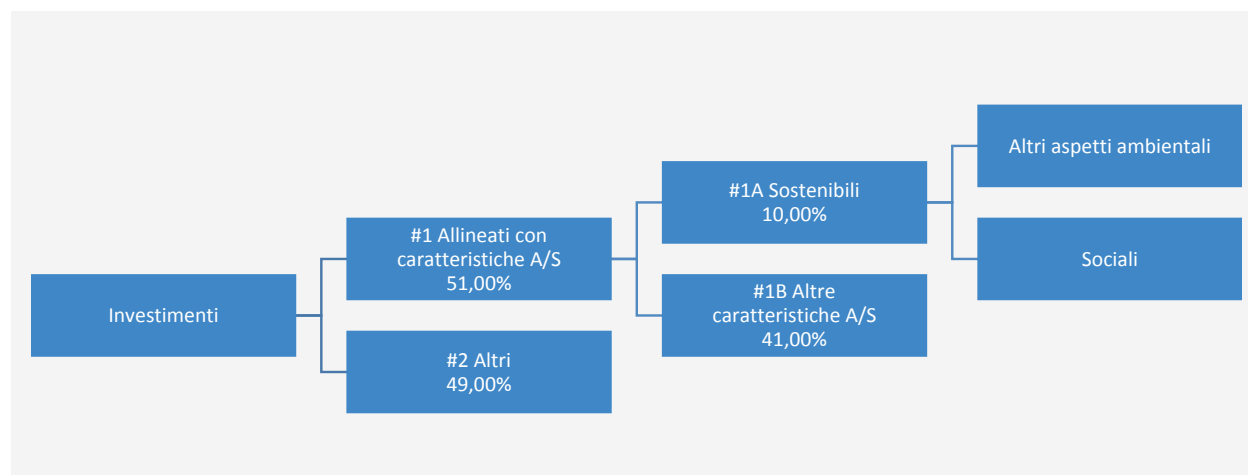 Investimenti
#1 Allineati con
caratteristiche A/S
51,00%
#2 Altri
49,00%
#1A Sostenibili
10,00%
#1B Altre
caratteristiche A/S
41,00%
Altri aspetti ambientali
Sociali